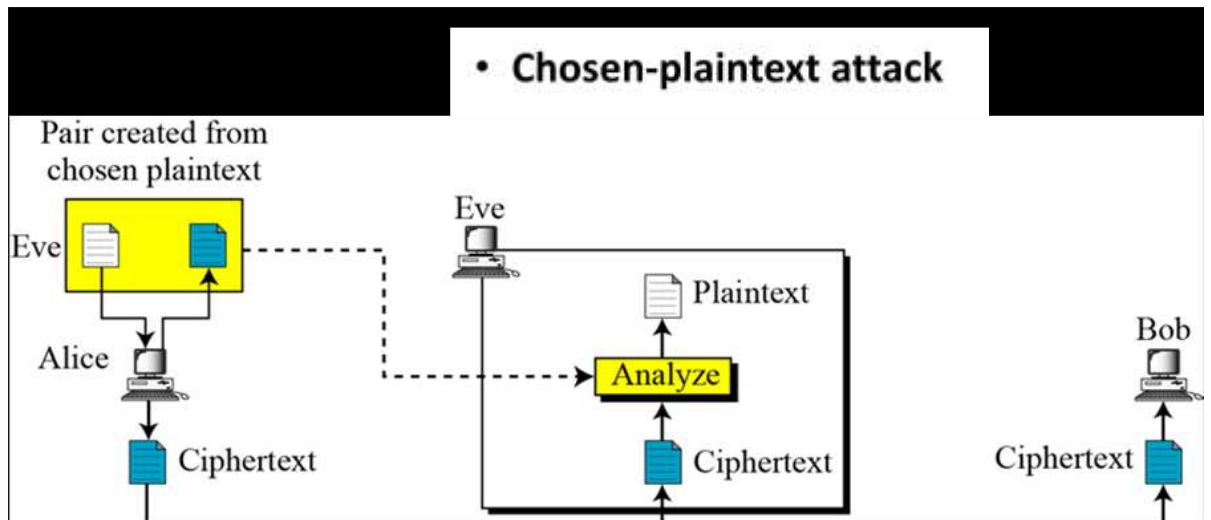 • Chosen-plaintext attack
Pair created from
chosen plaintext
Eve
Eve
Plaintext
Bob
Alice
Analyze
Ciphertext
Ciphertext
Ciphertext